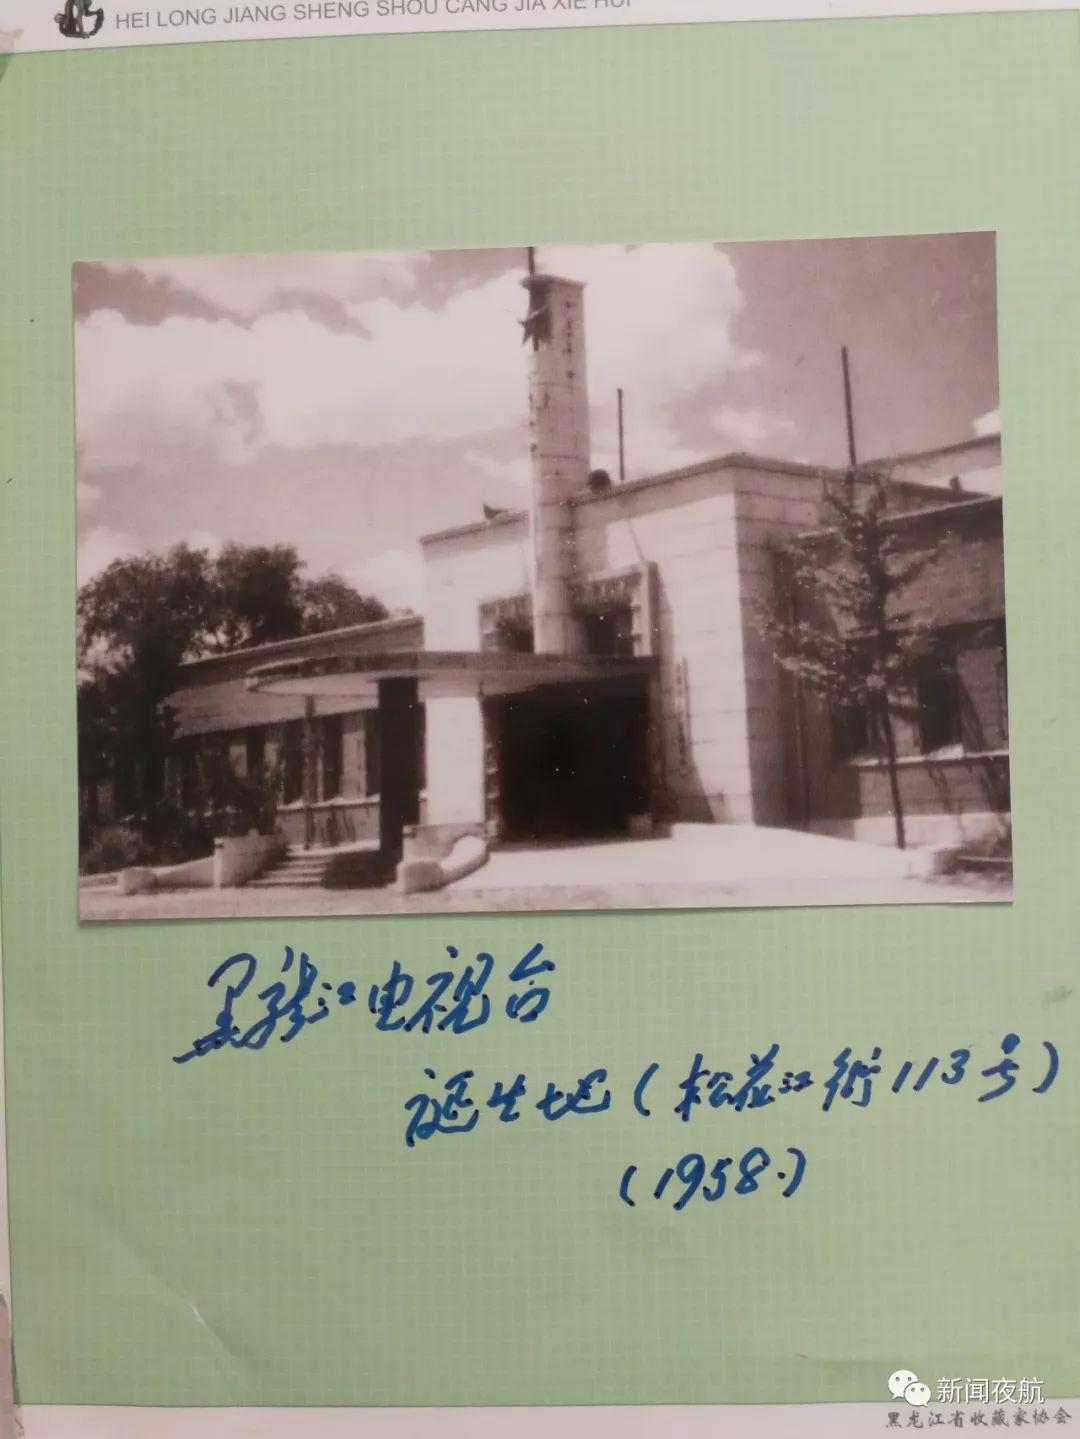 HEI LONG JIANG SHENG SHOU CANG JIA XIE HUI
黑龙江电视台
诞生地(松花江街113号)
(1958.)
新闻夜航
黑龙江省收藏家协会